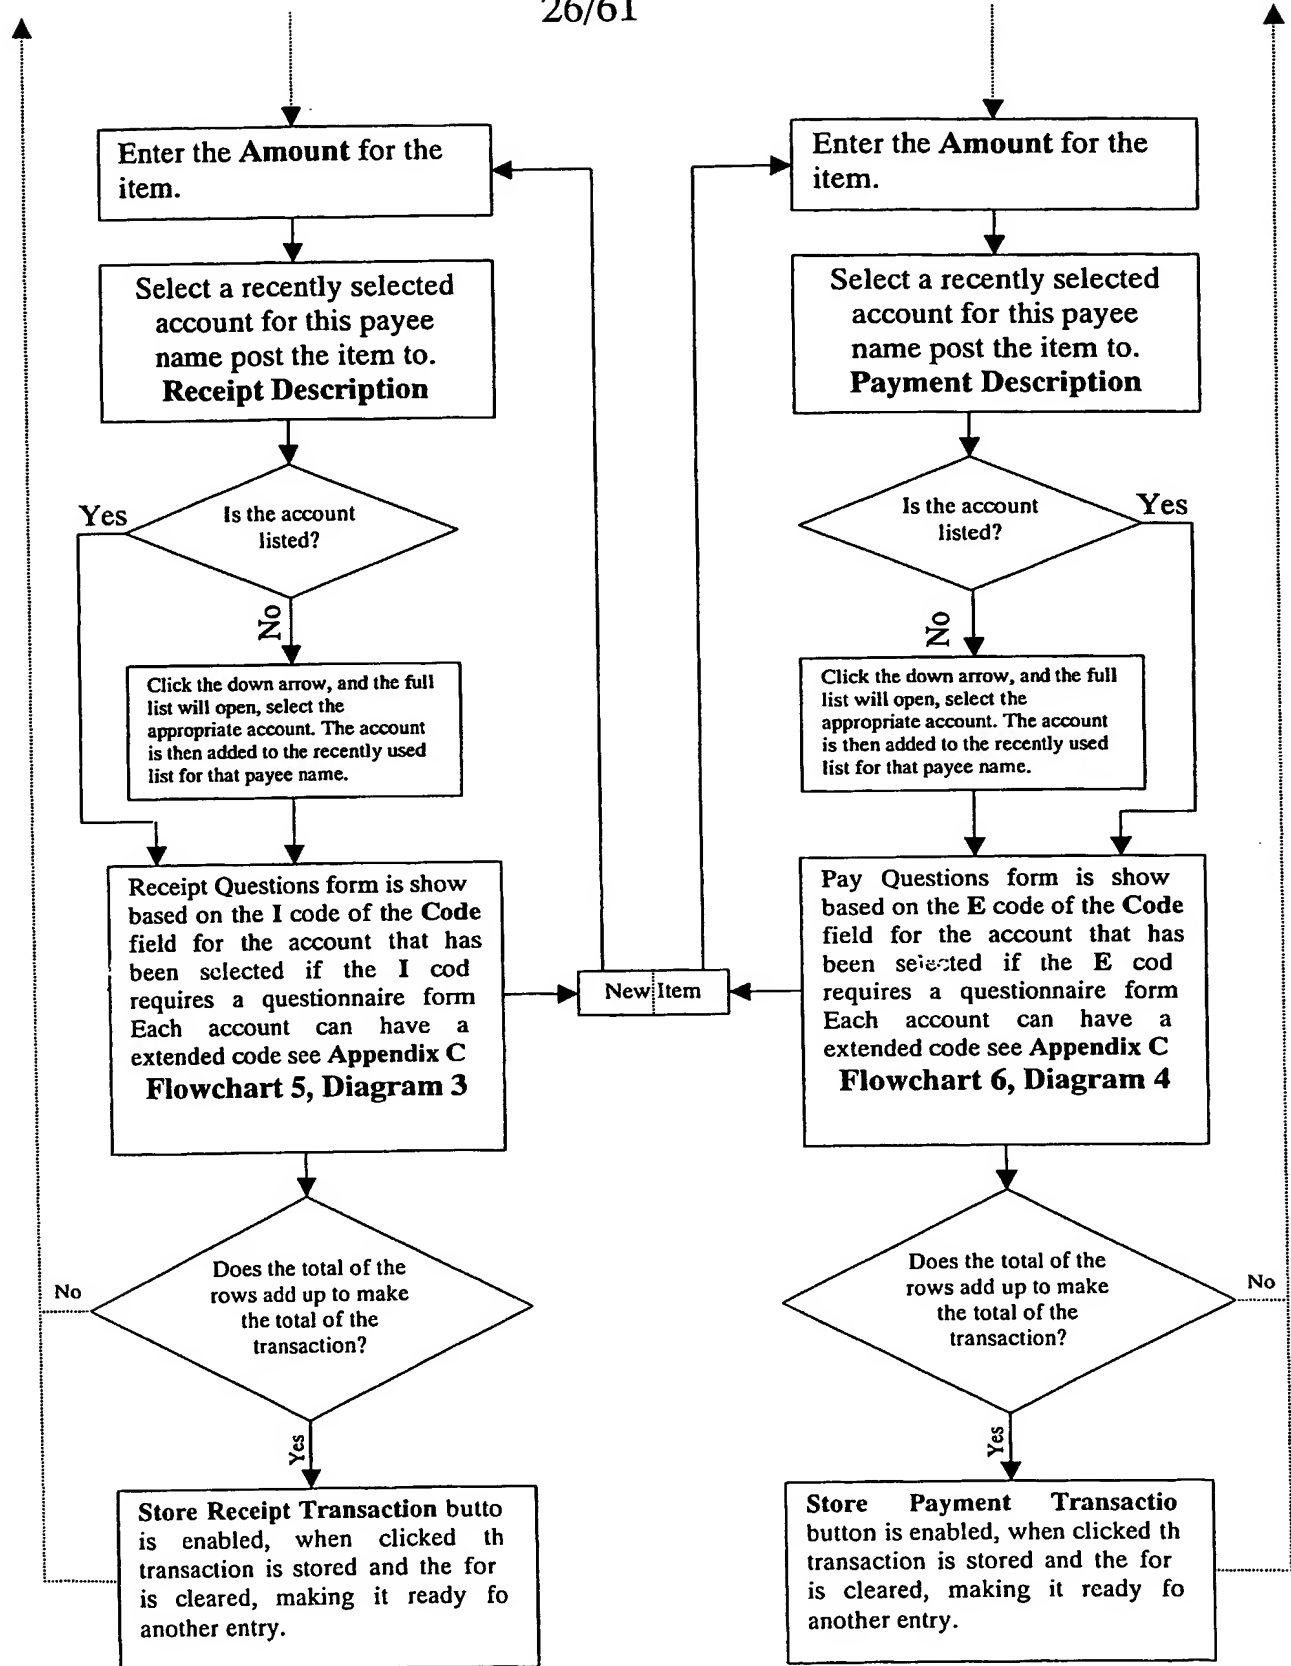 26/61
Enter the Amount for the
item.
Select a recently selected
account for this payee
name post the item to.
Receipt Description
Is the account
listed?
Yes
No
Click the down arrow, and the full
list will open, select the
appropriate account. The account
is then added to the recently used
list for that payee name.
Receipt Questions form is show
based on the I code of the Code
field for the account that has
been selected if the I cod
requires a questionnaire form
Each account can have a
extended code see Appendix C
Flowchart 5, Diagram 3
Does the total of the
rows add up to make
the total of the
transaction?
No
Yes
Store Receipt Transaction butto
is enabled, when clicked th
transaction is stored and the for
is cleared, making it ready fo
another entry.
New Item
Enter the Amount for the
item.
Select a recently selected
account for this payee
name post the item to.
Payment Description
Is the account
listed?
Yes
No
Click the down arrow, and the full
list will open, select the
appropriate account. The account
is then added to the recently used
list for that payee name.
Pay Questions form is show
based on the E code of the Code
field for the account that has
been selected if the E cod
requires a questionnaire form
Each account can have a
extended code see Appendix C
Flowchart 6, Diagram 4
Does the total of the
rows add up to make
the total of the
transaction?
No
Yes
Store Payment Transactio
button is enabled, when clicked th
transaction is stored and the for
is cleared, making it ready fo
another entry.